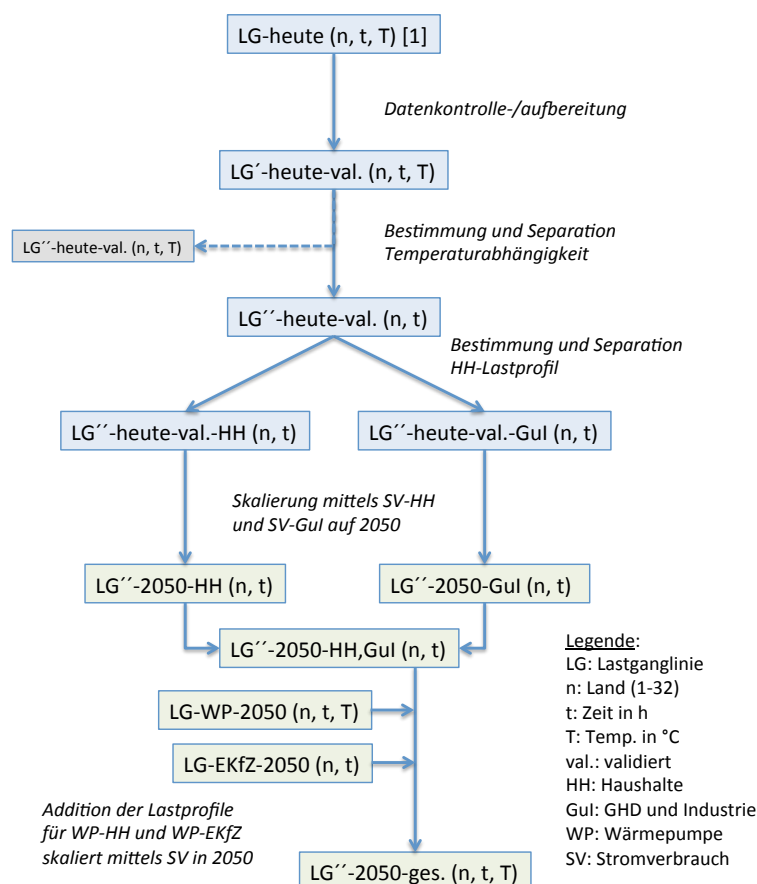 LG-heute (n, t, T) [1]
Datenkontrolle-/aufbereitung
LG´-heute-val. (n, t, T)
Bestimmung und Separation
Temperaturabhängigkeit
LG´´-heute-val. (n, t, T)
LG´´-heute-val. (n, t)
Bestimmung und Separation
HH-Lastprofil
LG´´-heute-val.-HH (n, t)
LG´´-heute-val.-GuI (n, t)
Skalierung mittels SV-HH
und SV-GuI auf 2050
LG´´-2050-HH (n, t)
LG´´-2050-GuI (n, t)
LG´´-2050-HH,GuI (n, t)
LG-WP-2050 (n, t, T)
LG-EKfZ-2050 (n, t)
Addition der Lastprofile
für WP-HH und WP-EKfZ
skaliert mittels SV in 2050
LG´´-2050-ges. (n, t, T)
Legende:
LG: Lastganglinie
n: Land (1-32)
t: Zeit in h
T: Temp. in °C
val.: validiert
HH: Haushalte
GuI: GHD und Industrie
WP: Wärmepumpe
SV: Stromverbrauch